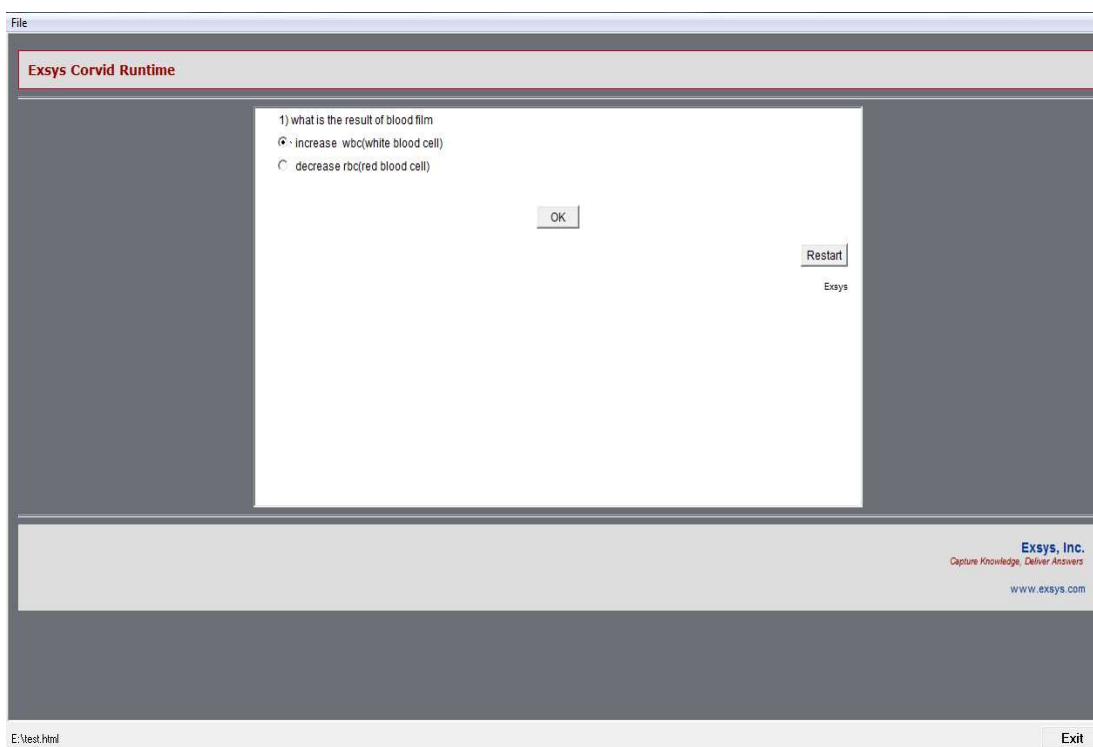 File
Exsys Corvid Runtime
1) what is the result of blood film
increase wbc(white blood cell)
decrease rbc(red blood cell)
OK
Restart
Exsys
Exsys, Inc.
Capture Knowledge, Deliver Answers
www.exsys.com
E:\test.html
Exit